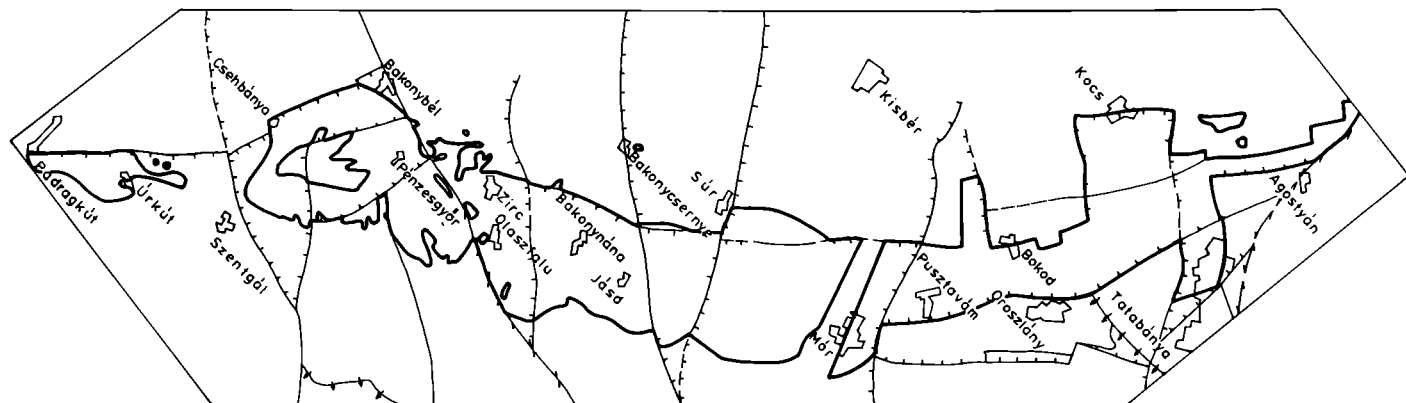 Bódragkút
Úrkút
Szentgál
Csehbánya
Bakonybél
Pénzesgyőr
Zirc
Olaszfalu
Bakonynána
Jásd
Bakonycsernye
Súr
Kisbér
Mór
Pusztavám
Oroszlány
Bokod
Kocs
Tatabánya
Agostyán